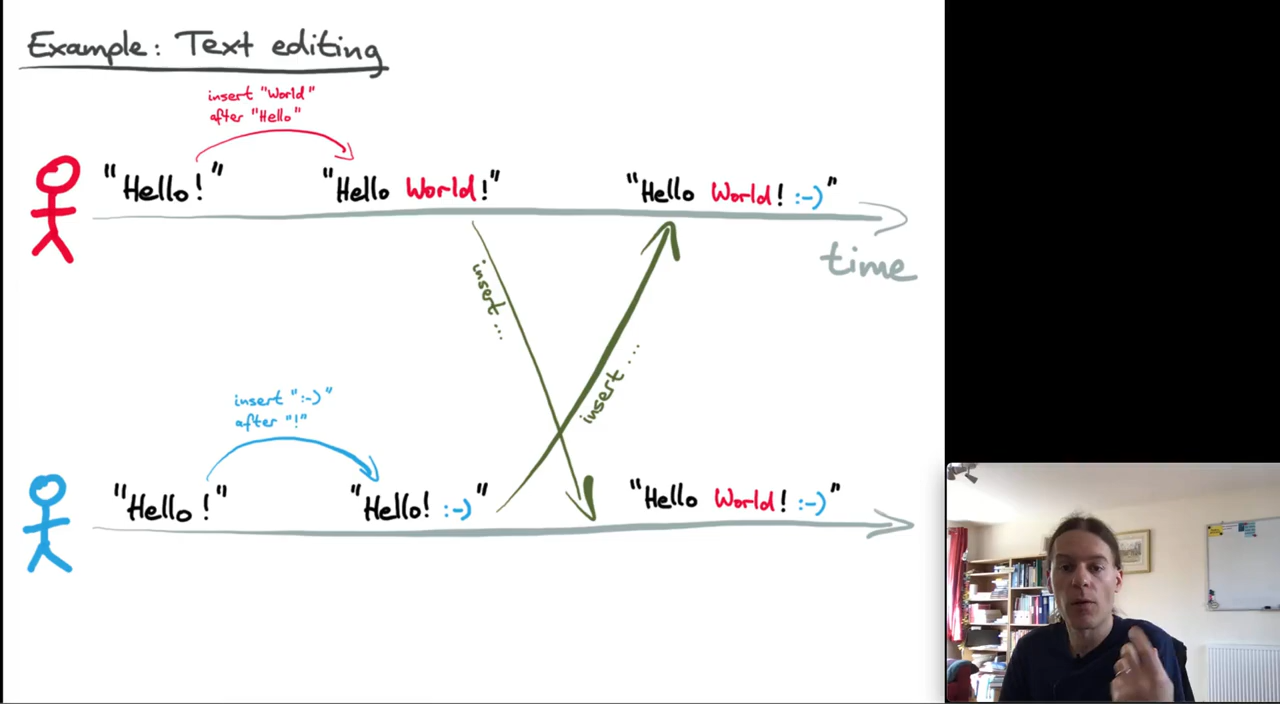 Example: Text editing
insert "World"
after "Hello"
"Hello!"
"Hello World!"
"Hello World! :-)"
time
insert ...
insert ...
insert ":-)"
after "!"
"Hello!"
"Hello! :-)"
"Hello World! :-)"